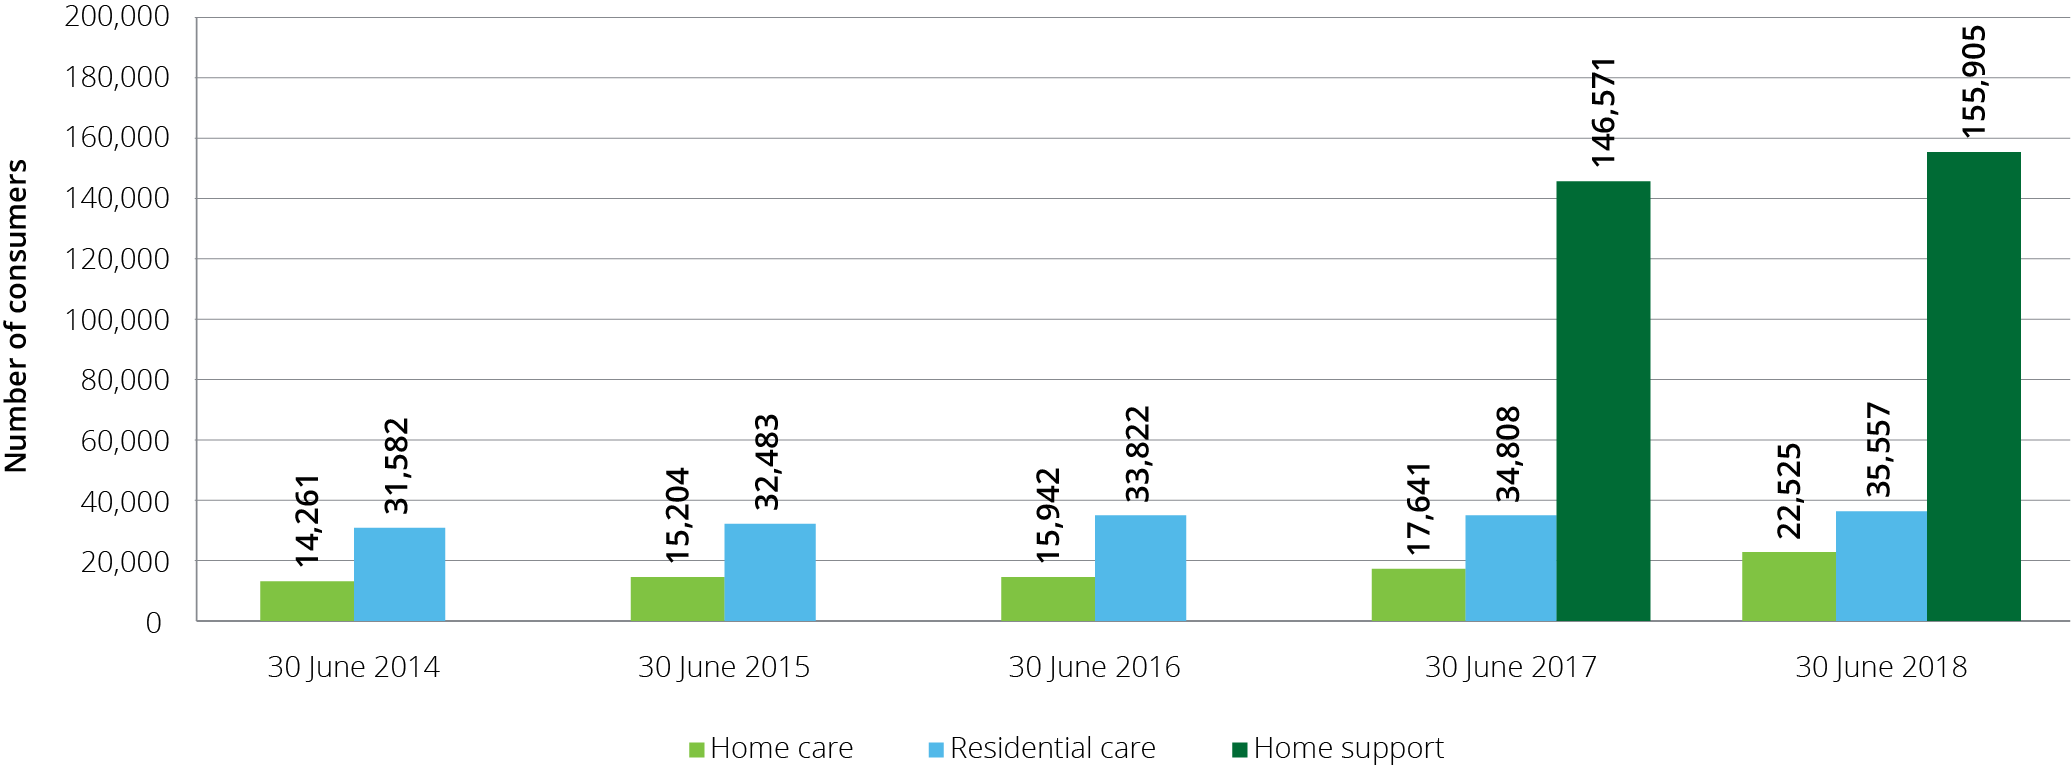 200,000
180,000
160,000
140,000
120,000
100,000
80,000
60,000
40,000
20,000
0
Number of consumers
14,261
31,582
15,204
32,483
15,942
33,822
17,641
34,808
146,571
22,525
35,557
155,905
30 June 2014
30 June 2015
30 June 2016
30 June 2017
30 June 2018
Home care
Residential care
Home support